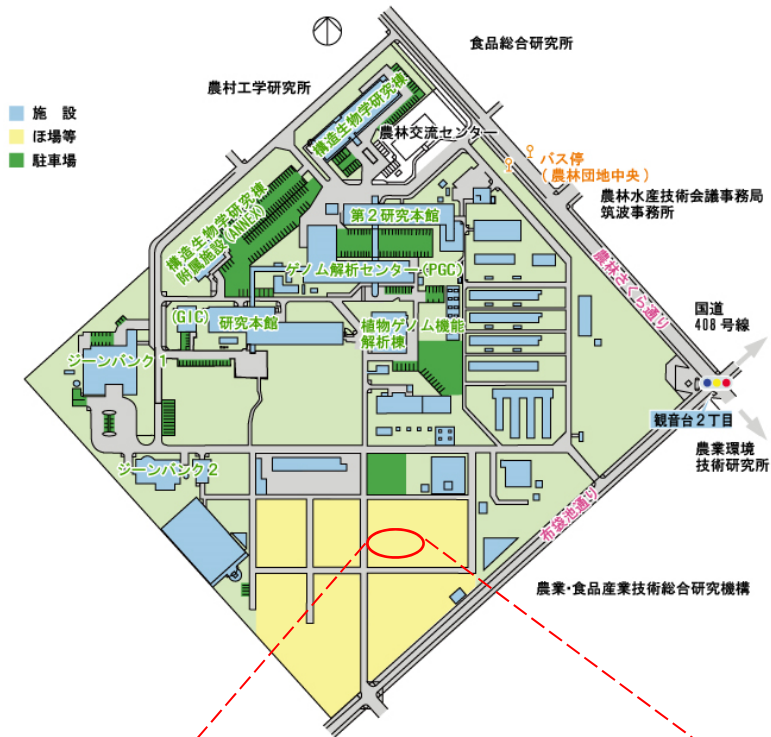 食品総合研究所
農村工学研究所
施 設
ほ場等
駐車場
構造生物学研究棟
農林交流センター
バス停
(農林団地中央)
農林水産技術会議事務局
筑波事務所
構造生物学研究棟
附属施設(ANNEX)
第2研究本館
農林さくら通り
ゲノム解析センター(PGC)
国道
408号線
(GIC)
研究本館
植物ゲノム機能
解析棟
ジーンバンク1
観音台2丁目
農業環境
技術研究所
ジーンバンク2
布袋池通り
農業・食品産業技術総合研究機構